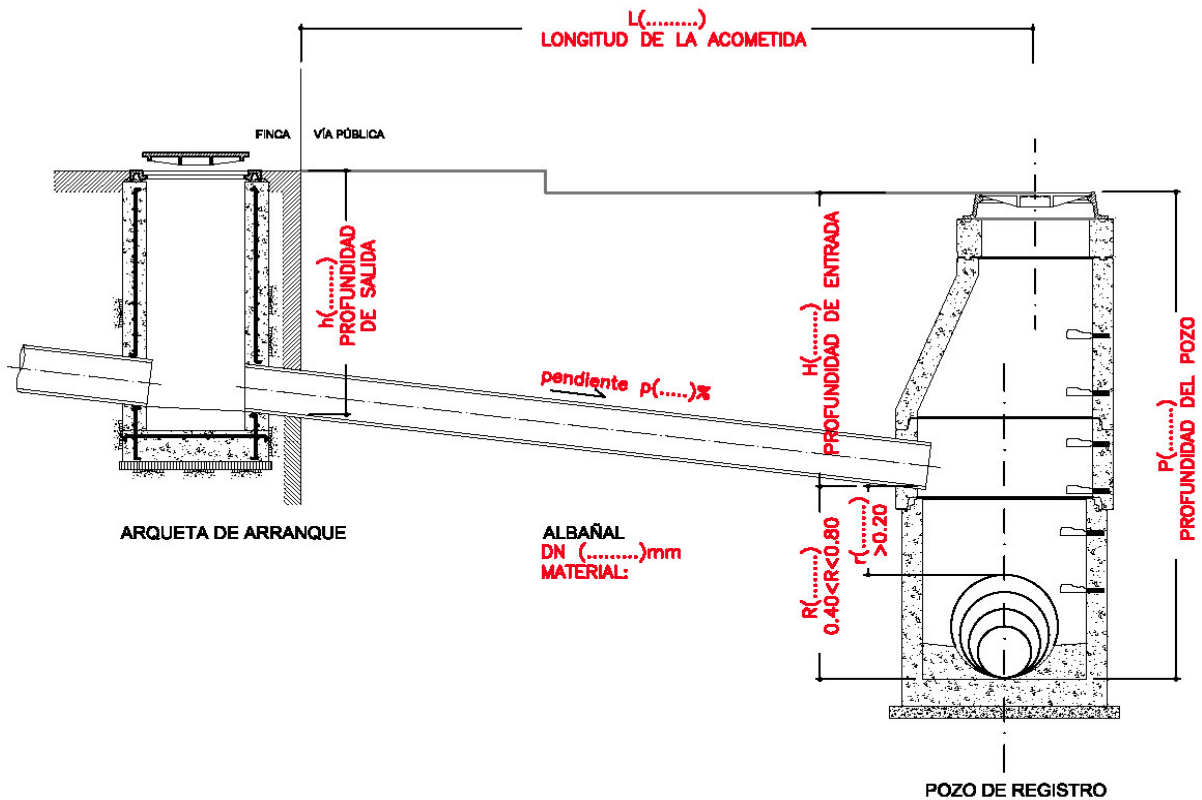 L(.........)
LONGITUD DE LA ACOMETIDA
FINCA
VÍA PÚBLICA
h(........)
PROFUNDIDAD
DE SALIDA
H(........)
PROFUNDIDAD DE ENTRADA
P(........)
PROFUNDIDAD DEL POZO
pendiente p(.....)%
ARQUETA DE ARRANQUE
ALBAÑAL
DN (.........)mm
MATERIAL:
R(........)
0.40<R<0.80
r(........)
>0.20
POZO DE REGISTRO